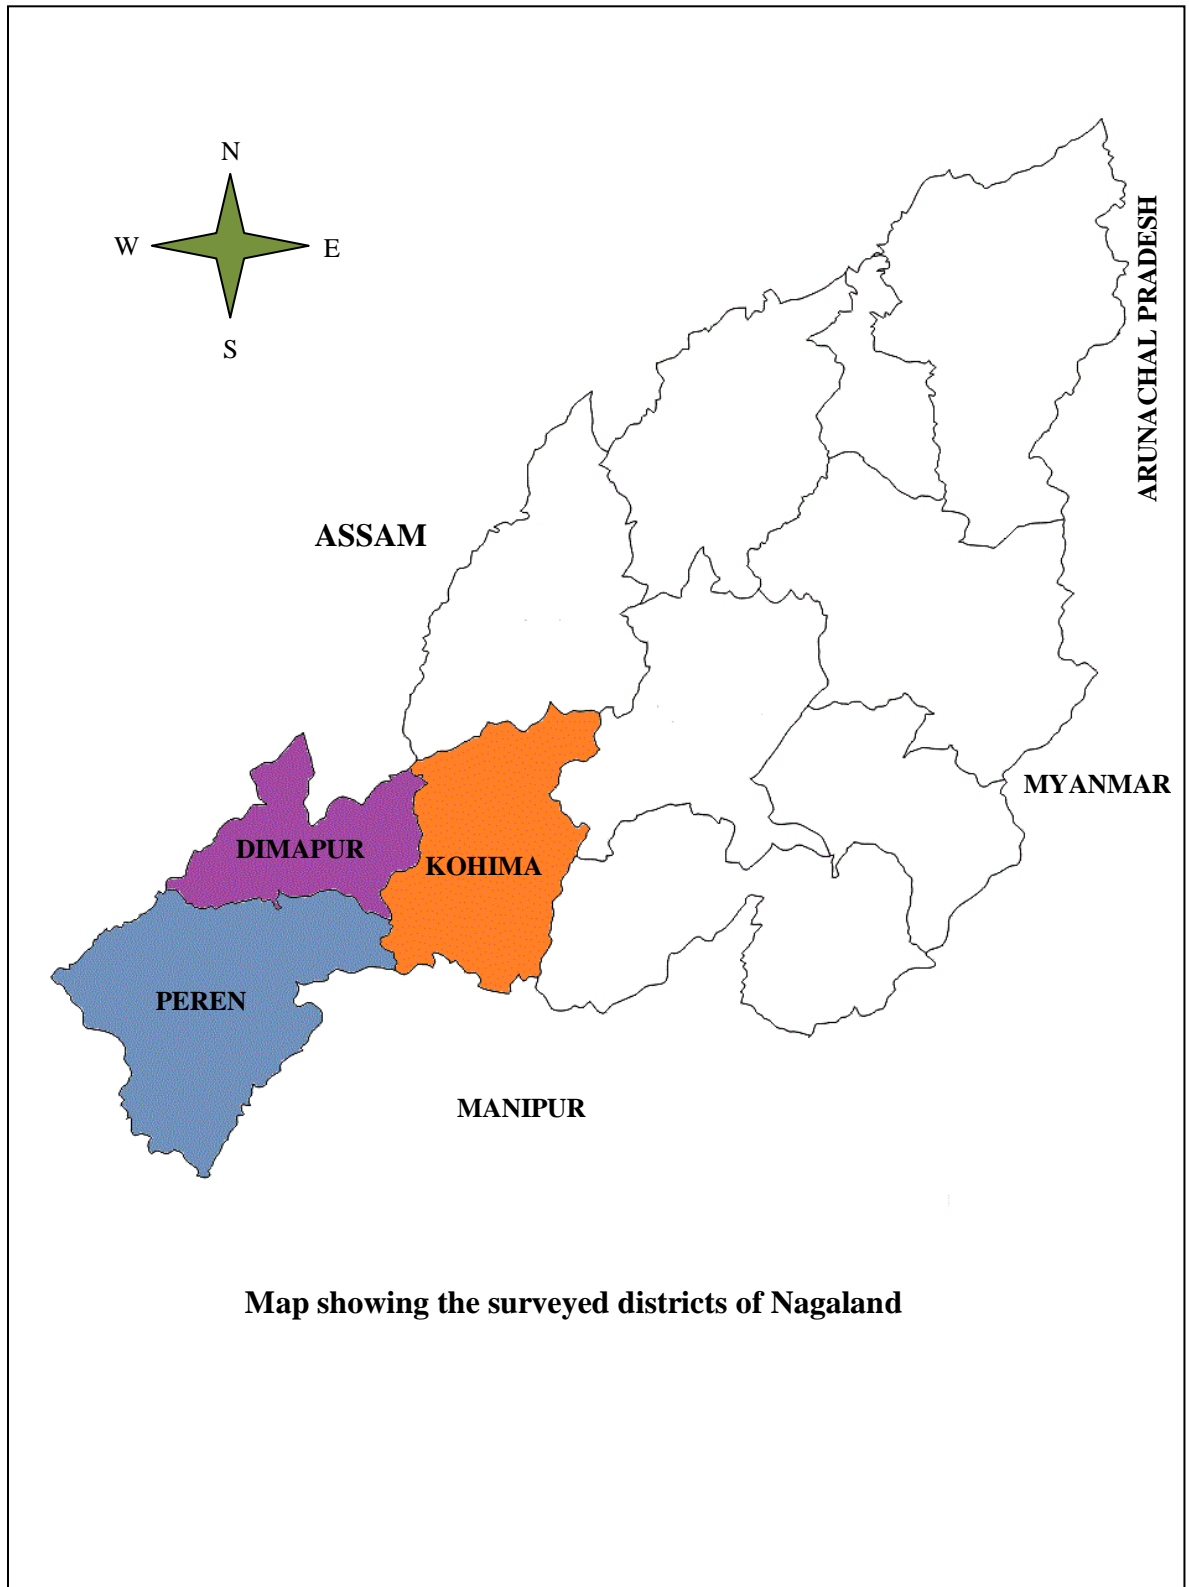 N
W
E
S
ARUNACHAL PRADESH
ASSAM
MYANMAR
DIMAPUR
KOHIMA
PEREN
MANIPUR
Map showing the surveyed districts of Nagaland